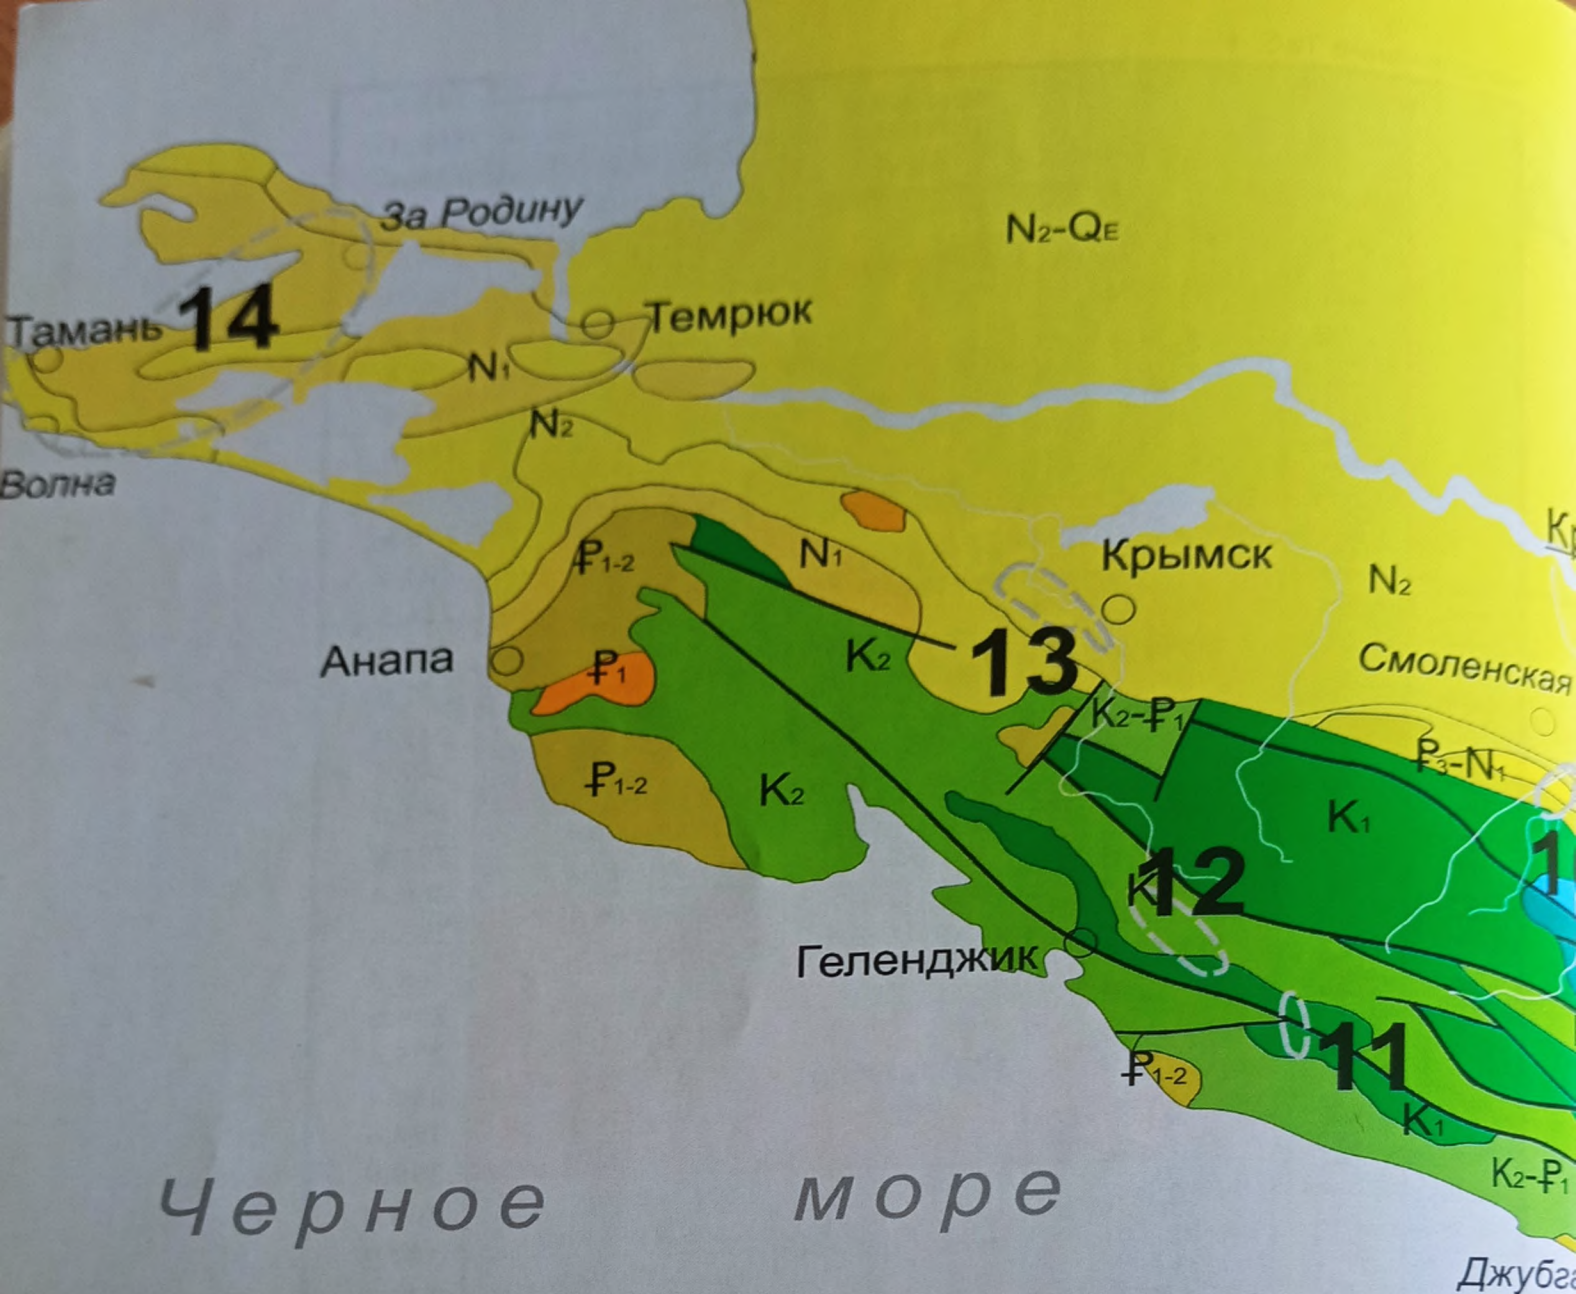 За Родину
N₂-QE
Тамань
14
Темрюк
N₁
N₂
Волна
P₁₋₂
N₁
Крымск
N₂
Анапа
P₁
K₂
13
Смоленская
K₂-P₁
P₃-N₁
P₁₋₂
K₂
K₁
12
Геленджик
11
P₁₋₂
K₁
K₂-P₁
Черное море